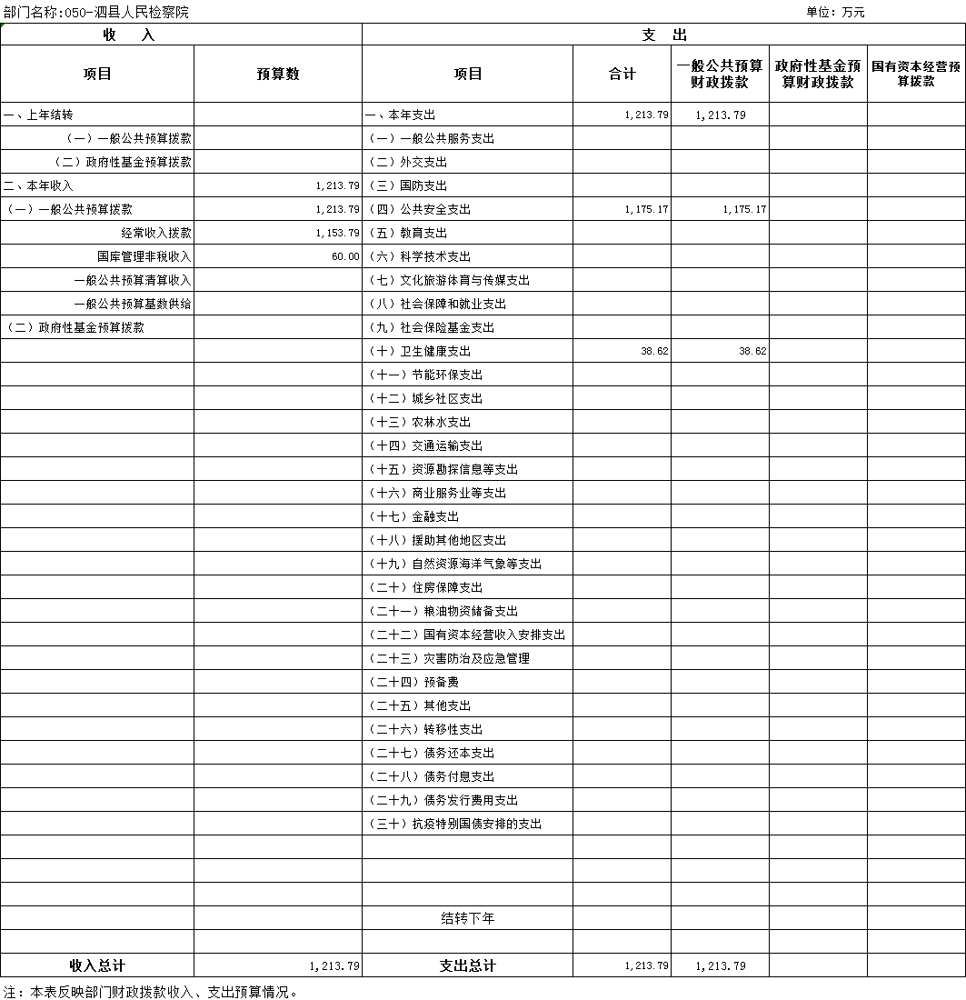 部门名称:050-泗县人民检察院 单位：万元
收 入 支 出
项目 预算数 项目 合计 一般公共预算财政拨款 政府性基金预算财政拨款 国有资本经营预算拨款
一、上年结转 一、本年支出 1,213.79 1,213.79
（一）一般公共预算拨款 （一）一般公共服务支出
（二）政府性基金预算拨款 （二）外交支出
二、本年收入 1,213.79 （三）国防支出
（一）一般公共预算拨款 1,213.79 （四）公共安全支出 1,175.17 1,175.17
经常收入拨款 1,153.79 （五）教育支出
国库管理非税收入 60.00 （六）科学技术支出
一般公共预算清算收入 （七）文化旅游体育与传媒支出
一般公共预算基数供给 （八）社会保障和就业支出
（二）政府性基金预算拨款 （九）社会保险基金支出
（十）卫生健康支出 38.62 38.62
（十一）节能环保支出
（十二）城乡社区支出
（十三）农林水支出
（十四）交通运输支出
（十五）资源勘探信息等支出
（十六）商业服务业等支出
（十七）金融支出
（十八）援助其他地区支出
（十九）自然资源海洋气象等支出
（二十）住房保障支出
（二十一）粮油物资储备支出
（二十二）国有资本经营收入安排支出
（二十三）灾害防治及应急管理
（二十四）预备费
（二十五）其他支出
（二十六）转移性支出
（二十七）债务还本支出
（二十八）债务付息支出
（二十九）债务发行费用支出
（三十）抗疫特别国债安排的支出
结转下年
收入总计 1,213.79 支出总计 1,213.79 1,213.79
注：本表反映部门财政拨款收入、支出预算情况。